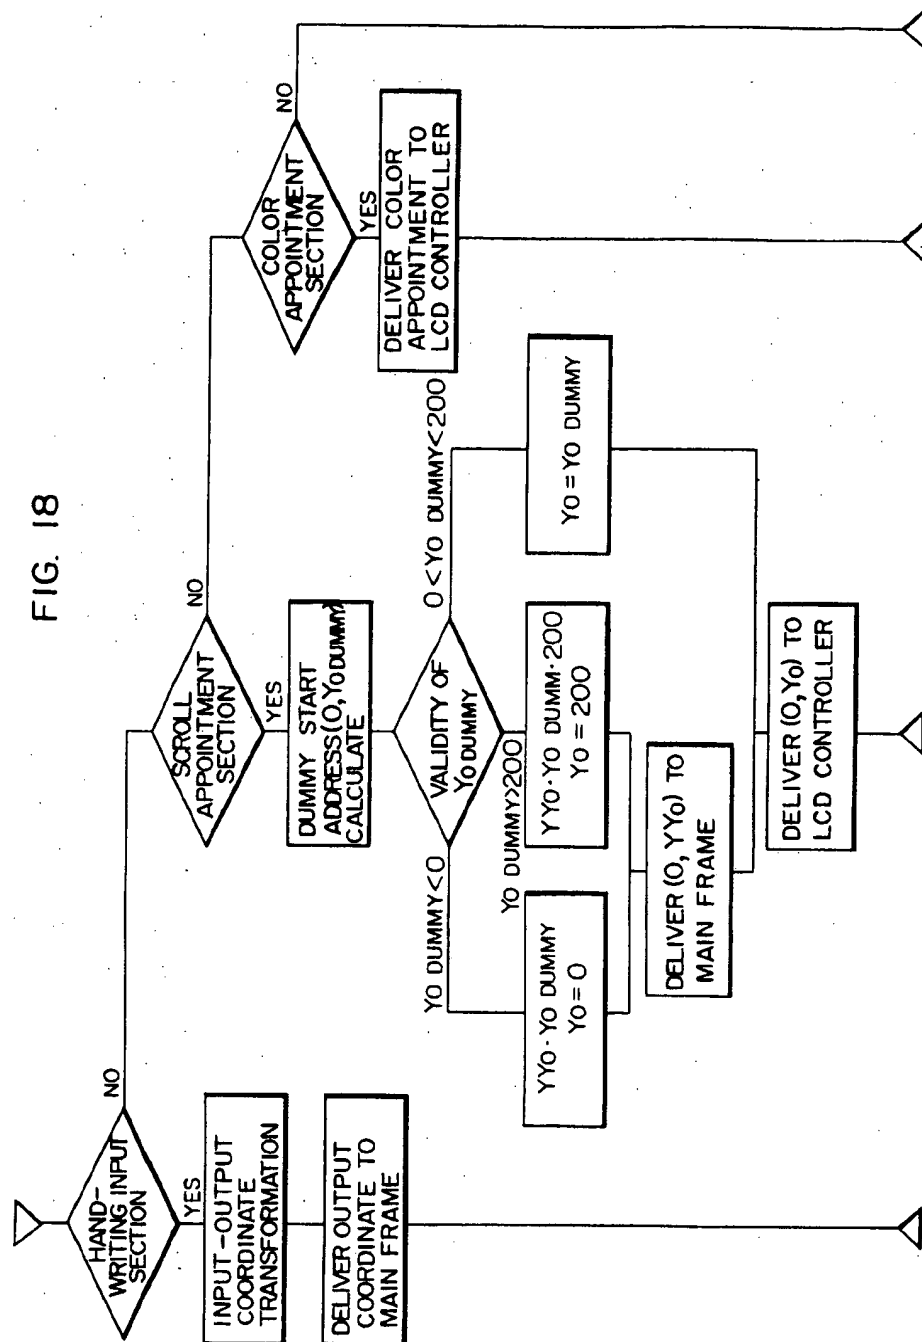 FIG. 18
HAND-
WRITING INPUT
SECTION
NO
YES
INPUT-OUTPUT
COORDINATE
TRANSFORMATION
DELIVER OUTPUT
COORDINATE TO
MAIN FRAME
SCROLL
APPOINTMENT
SECTION
NO
YES
DUMMY START
ADDRESS(0,YO DUMMY)
CALCULATE
VALIDITY OF
YO DUMMY
YO DUMMY<0
YO DUMMY>200
0<YO DUMMY<200
YYO·YO DUMMY
YO=0
YYO·YO DUMM·200
YO=200
YO=YO DUMMY
DELIVER (0,YYO) TO
MAIN FRAME
DELIVER (0,YO) TO
LCD CONTROLLER
COLOR
APPOINTMENT
SECTION
NO
YES
DELIVER COLOR
APPOINTMENT TO
LCD CONTROLLER